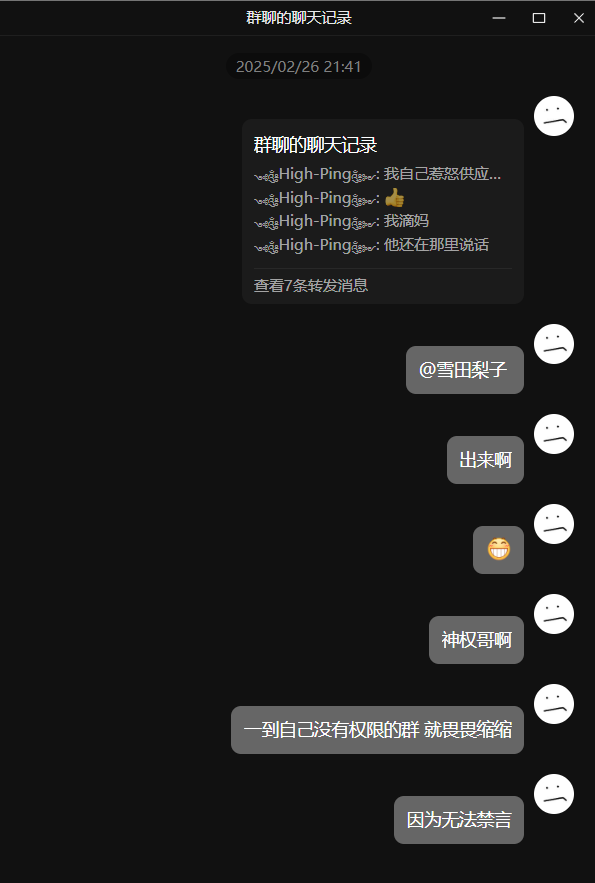 群聊的聊天记录
2025/02/26 21:41
群聊的聊天记录
High-Ping: 我自己惹怒供应...
High-Ping: 👍
High-Ping: 我滴妈
High-Ping: 他还在那里说话
查看7条转发消息
@雪田梨子
出来啊
😁
神权哥啊
一到自己没有权限的群 就畏畏缩缩
因为无法禁言